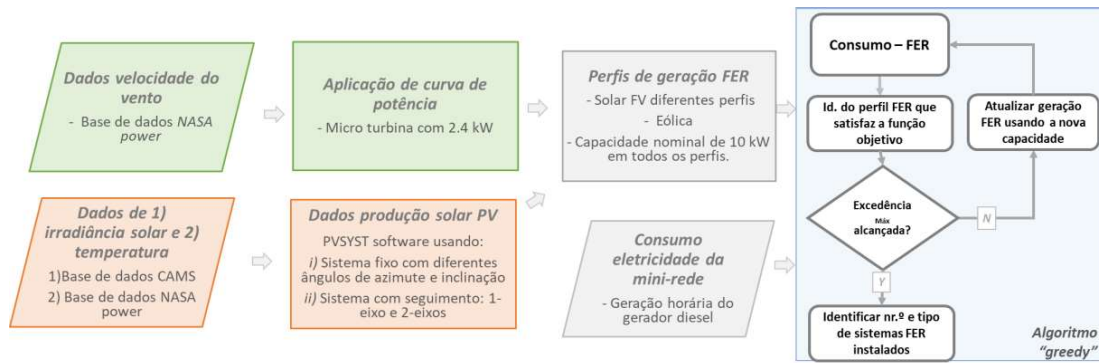 Dados velocidade do
vento
- Base de dados NASA
power
Aplicação de curva de
potência
- Micro turbina com 2.4 kW
Perfis de geração FER
- Solar FV diferentes perfis
- Eólica
- Capacidade nominal de 10 kW
em todos os perfis.
Dados de 1)
irradiância solar e 2)
temperatura
1)Base de dados CAMS
2) Base de dados NASA
power
Dados produção solar PV
PVSYST software usando:
i) Sistema fixo com diferentes
ângulos de azimute e inclinação
ii) Sistema com seguimento: 1-
eixo e 2-eixos
Consumo
eletricidade da
mini-rede
- Geração horária do
gerador diesel
Consumo – FER
Id. do perfil FER que
satisfaz a função
objetivo
Atualizar geração
FER usando a nova
capacidade
Excedência
Máx
alcançada?
N
Y
Identificar nr.º e tipo
de sistemas FER
instalados
Algoritmo
"greedy"